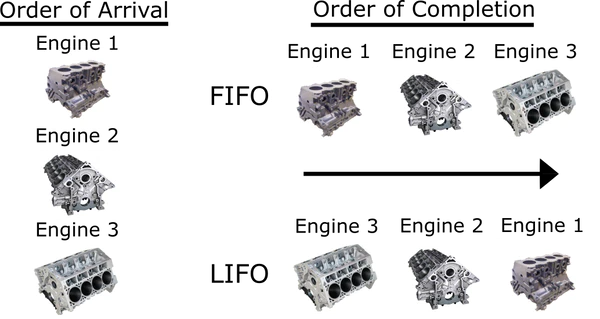 Order of Arrival
Engine 1
Engine 2
Engine 3
Order of Completion
Engine 1 Engine 2 Engine 3
FIFO
Engine 3 Engine 2 Engine 1
LIFO